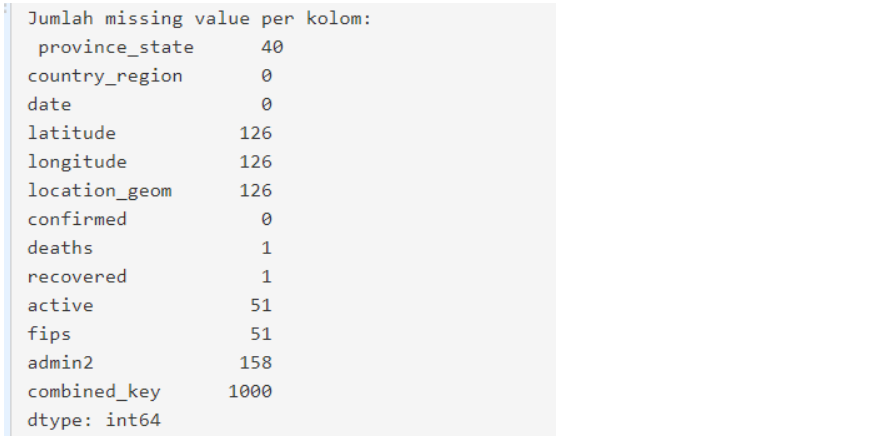 Jumlah missing value per kolom:
province_state 40
country_region 0
date 0
latitude 126
longitude 126
location_geom 126
confirmed 0
deaths 1
recovered 1
active 51
fips 51
admin2 158
combined_key 1000
dtype: int64